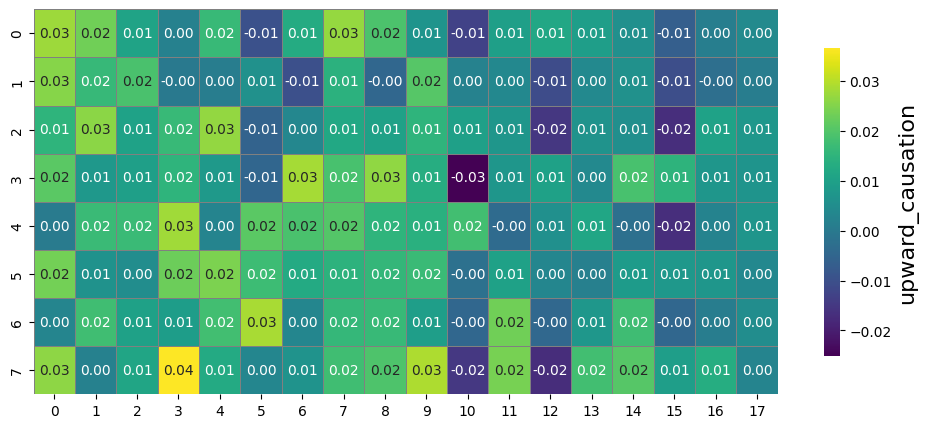 0 0.03 0.02 0.01 0.00 0.02 -0.01 0.01 0.03 0.02 0.01 -0.01 0.01 0.01 0.01 0.01 -0.01 0.00 0.00
1 0.03 0.02 0.02 -0.00 0.00 0.01 -0.01 0.01 -0.00 0.02 0.00 0.00 -0.01 0.00 0.01 -0.01 -0.00 0.00
2 0.01 0.03 0.01 0.02 0.03 -0.01 0.00 0.01 0.01 0.01 0.01 0.01 -0.02 0.01 0.01 -0.02 0.01 0.01
3 0.02 0.01 0.01 0.02 0.01 -0.01 0.03 0.02 0.03 0.01 -0.03 0.01 0.01 0.00 0.02 0.01 0.01 0.01
4 0.00 0.02 0.02 0.03 0.00 0.02 0.02 0.02 0.02 0.01 0.02 -0.00 0.01 0.01 -0.00 -0.02 0.00 0.01
5 0.02 0.01 0.00 0.02 0.02 0.02 0.01 0.01 0.02 0.02 -0.00 0.01 0.00 0.00 0.01 0.01 0.01 0.00
6 0.00 0.02 0.01 0.01 0.02 0.03 0.00 0.02 0.02 0.01 -0.00 0.02 -0.00 0.01 0.02 -0.00 0.00 0.00
7 0.03 0.00 0.01 0.04 0.01 0.00 0.01 0.02 0.02 0.03 -0.02 0.02 -0.02 0.02 0.02 0.01 0.01 0.00
0 1 2 3 4 5 6 7 8 9 10 11 12 13 14 15 16 17
0.03
0.02
0.01
0.00
−0.01
−0.02
upward_causation